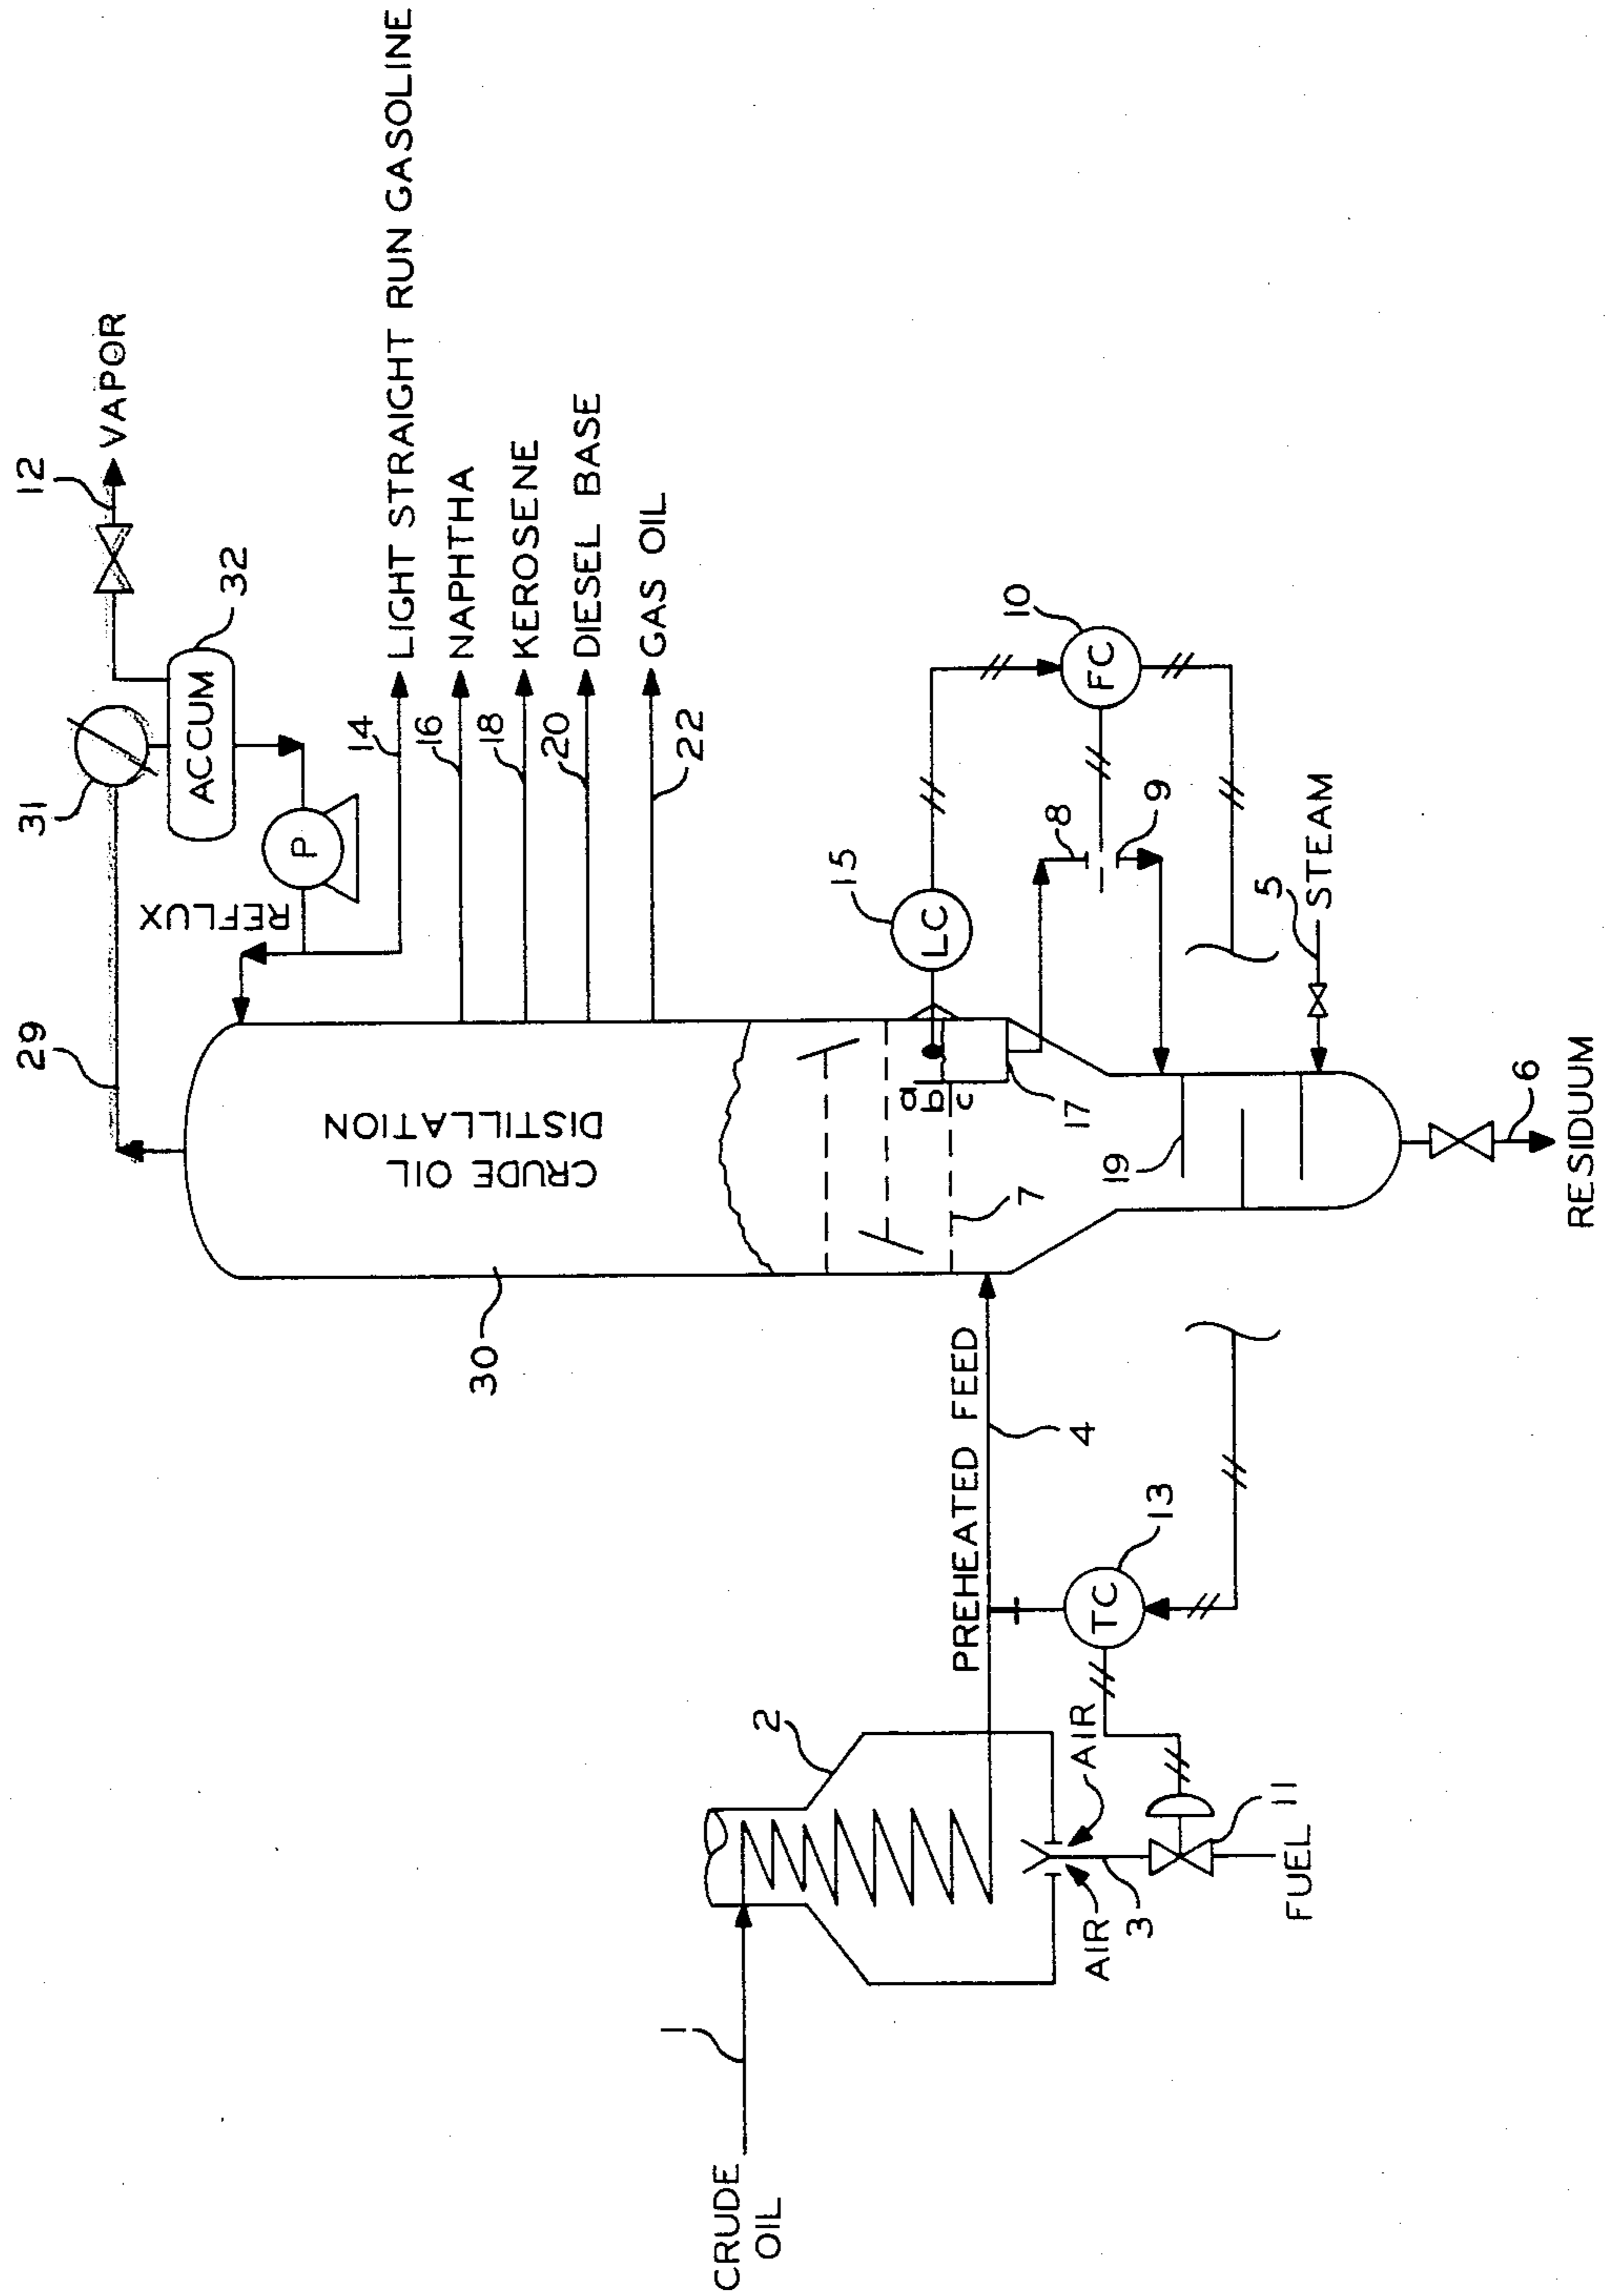 12
VAPOR
29
31
32
ACCUM
P
REFLUX
14
LIGHT STRAIGHT RUN GASOLINE
16
NAPHTHA
18
KEROSENE
20
DIESEL BASE
22
GAS OIL
CRUDE OIL
DISTILLATION
30
15
LC
10
FC
8
9
a
b
c
7
17
19
5
STEAM
6
RESIDUUM
PREHEATED FEED
4
13
TC
2
AIR
AIR
3
11
FUEL
1
CRUDE
OIL